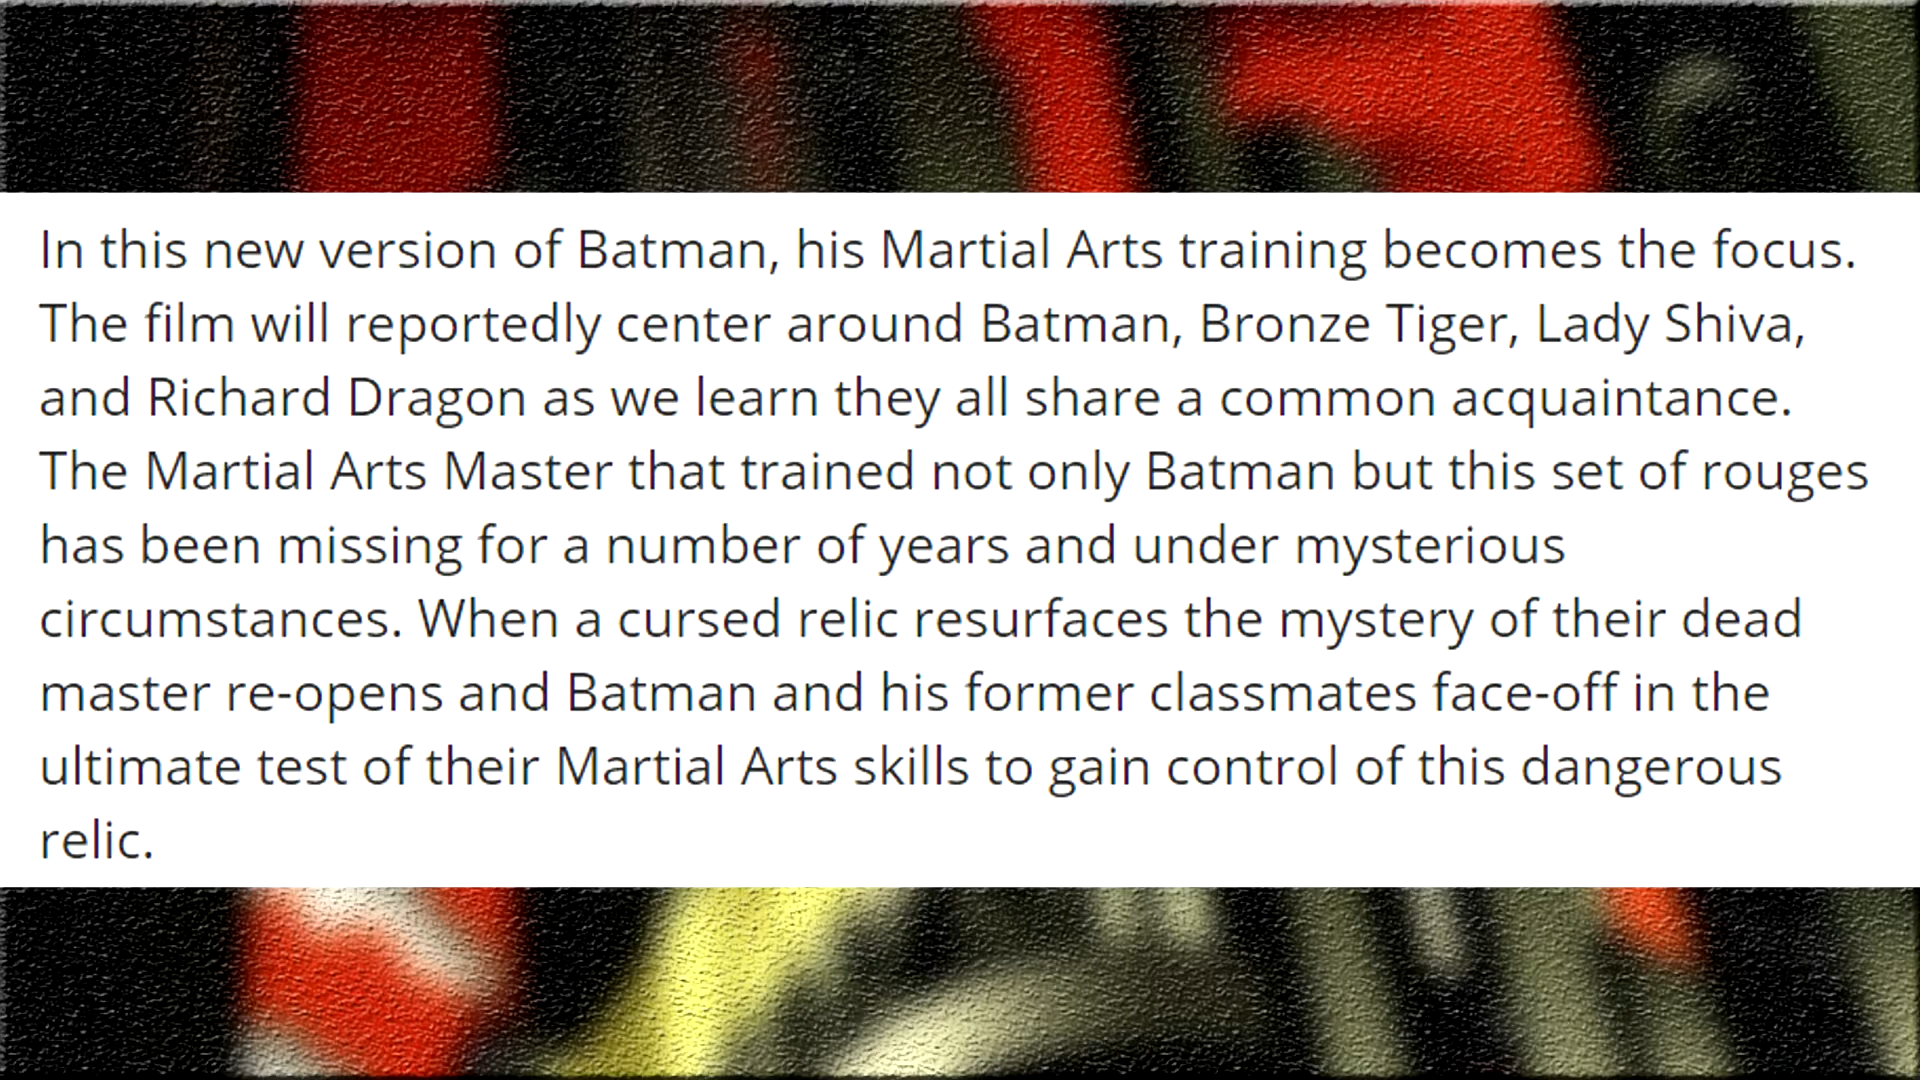 In this new version of Batman, his Martial Arts training becomes the focus.
The film will reportedly center around Batman, Bronze Tiger, Lady Shiva,
and Richard Dragon as we learn they all share a common acquaintance.
The Martial Arts Master that trained not only Batman but this set of rouges
has been missing for a number of years and under mysterious
circumstances. When a cursed relic resurfaces the mystery of their dead
master re-opens and Batman and his former classmates face-off in the
ultimate test of their Martial Arts skills to gain control of this dangerous
relic.